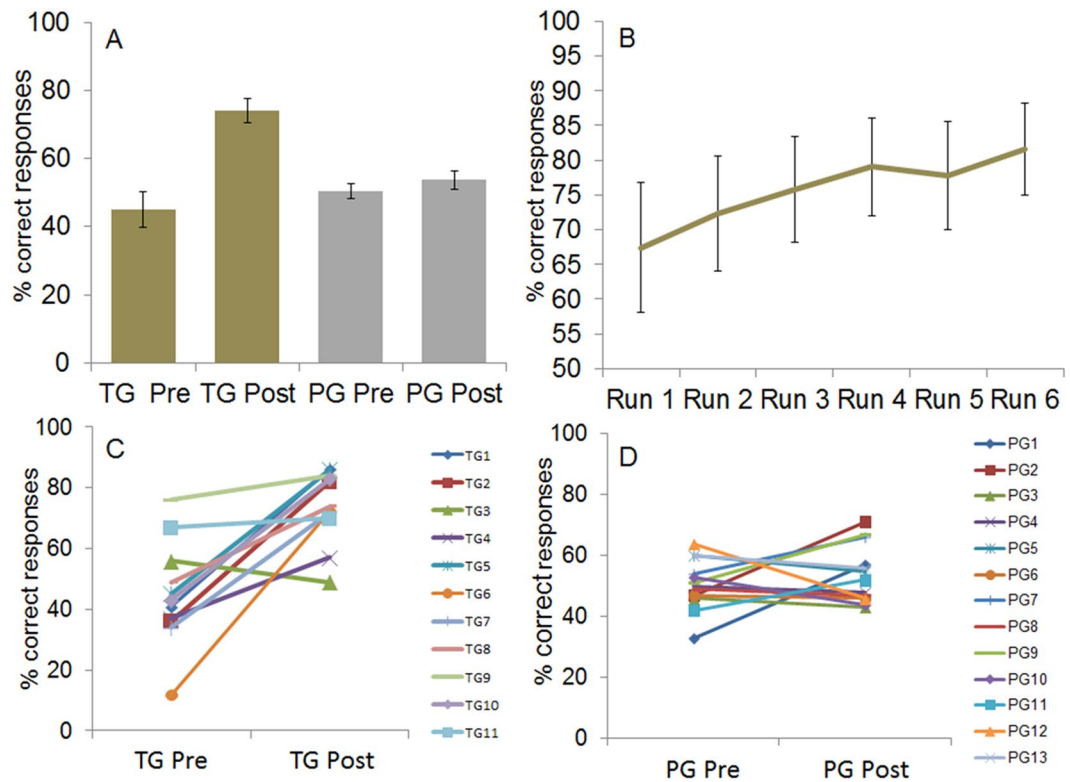 A
% correct responses
100
80
60
40
20
0
TG Pre TG Post PG Pre PG Post
B
% correct responses
100
95
90
85
80
75
70
65
60
55
50
Run 1 Run 2 Run 3 Run 4 Run 5 Run 6
C
% correct responses
100
80
60
40
20
0
TG Pre TG Post
TG1
TG2
TG3
TG4
TG5
TG6
TG7
TG8
TG9
TG10
TG11
D
% correct responses
100
80
60
40
20
0
PG Pre PG Post
PG1
PG2
PG3
PG4
PG5
PG6
PG7
PG8
PG9
PG10
PG11
PG12
PG13